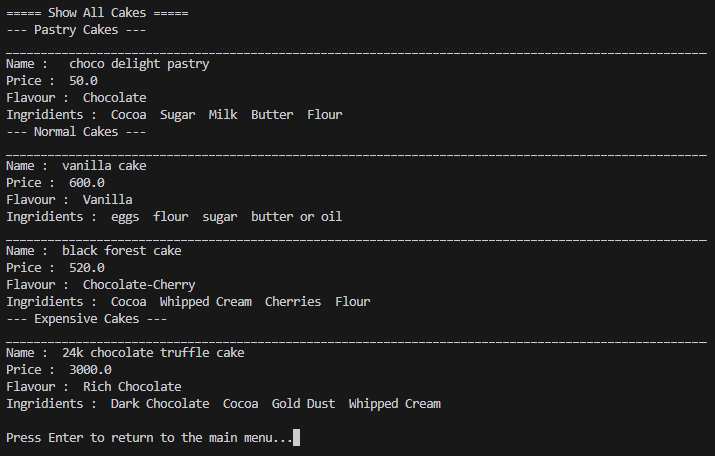 ===== Show All Cakes =====
--- Pastry Cakes ---
____________________________________________________________________________________________________
Name :   choco delight pastry
Price :  50.0
Flavour :  Chocolate
Ingridients :  Cocoa  Sugar  Milk  Butter  Flour
--- Normal Cakes ---
____________________________________________________________________________________________________
Name :  vanilla cake
Price :  600.0
Flavour :  Vanilla
Ingridients :  eggs  flour  sugar  butter or oil
____________________________________________________________________________________________________
Name :  black forest cake
Price :  520.0
Flavour :  Chocolate-Cherry
Ingridients :  Cocoa  Whipped Cream  Cherries  Flour
--- Expensive Cakes ---
____________________________________________________________________________________________________
Name :  24k chocolate truffle cake
Price :  3000.0
Flavour :  Rich Chocolate
Ingridients :  Dark Chocolate  Cocoa  Gold Dust  Whipped Cream
Press Enter to return to the main menu...